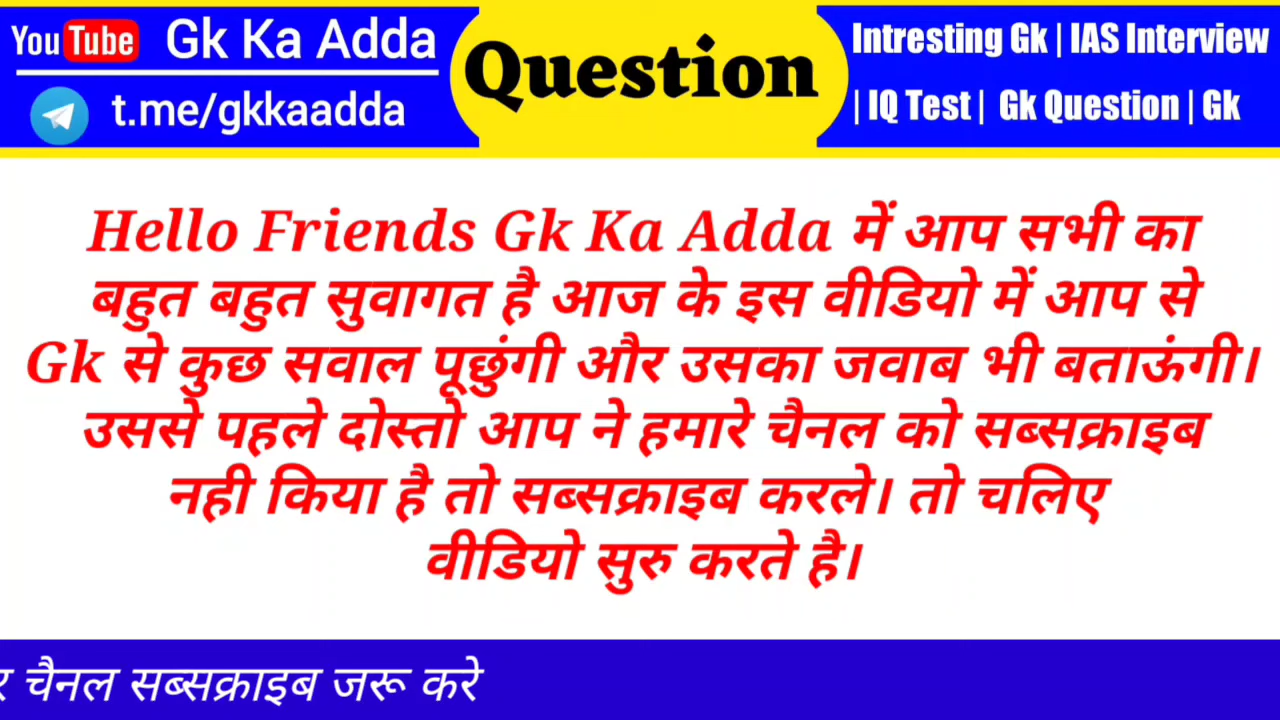 YouTube Gk Ka Adda
t.me/gkkaadda
Question
Intresting Gk | IAS Interview
| IQ Test | Gk Question | Gk
Hello Friends Gk Ka Adda में आप सभी का
बहुत बहुत सुवागत है आज के इस वीडियो में आप से
Gk से कुछ सवाल पूछुंगी और उसका जवाब भी बताऊंगी।
उससे पहले दोस्तो आप ने हमारे चैनल को सब्सक्राइब
नही किया है तो सब्सक्राइब करले। तो चलिए
वीडियो सुरु करते है।
चैनल सब्सक्राइब जरू करे